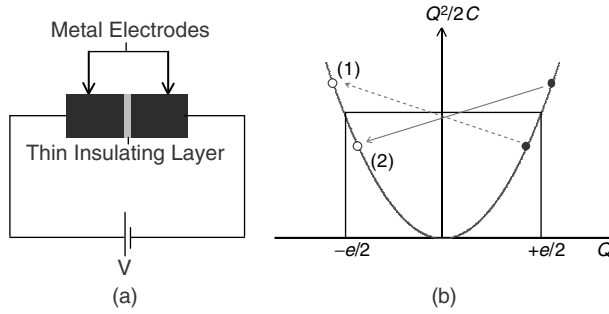 Metal Electrodes
Thin Insulating Layer
V
(a)
Q²/2C
(1)
(2)
–e/2
+e/2
Q
(b)